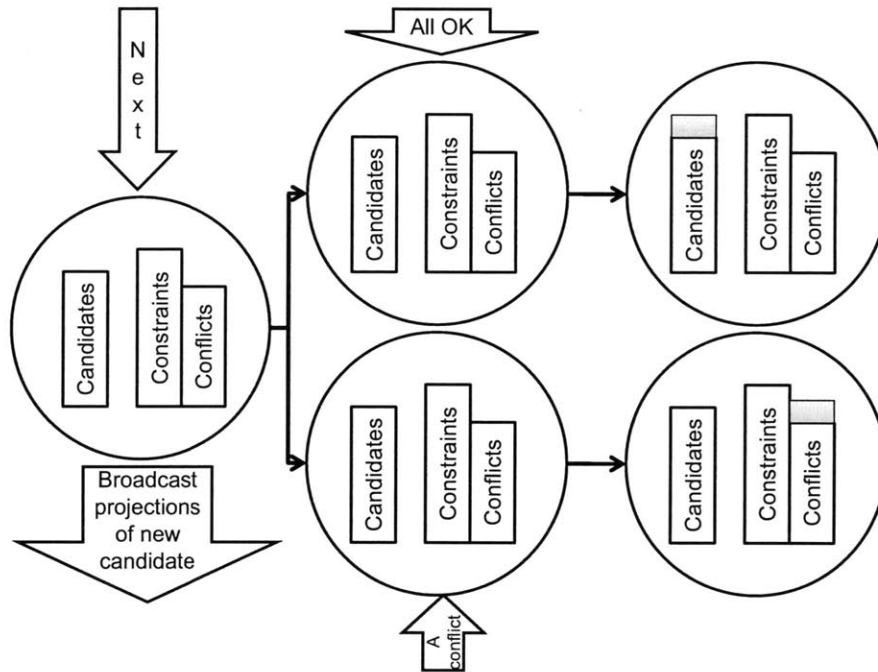 Next
All OK
Candidates
Constraints
Conflicts
Candidates
Constraints
Conflicts
Candidates
Constraints
Conflicts
Broadcast
projections
of new
candidate
Candidates
Constraints
Conflicts
Candidates
Constraints
Conflicts
A
conflict